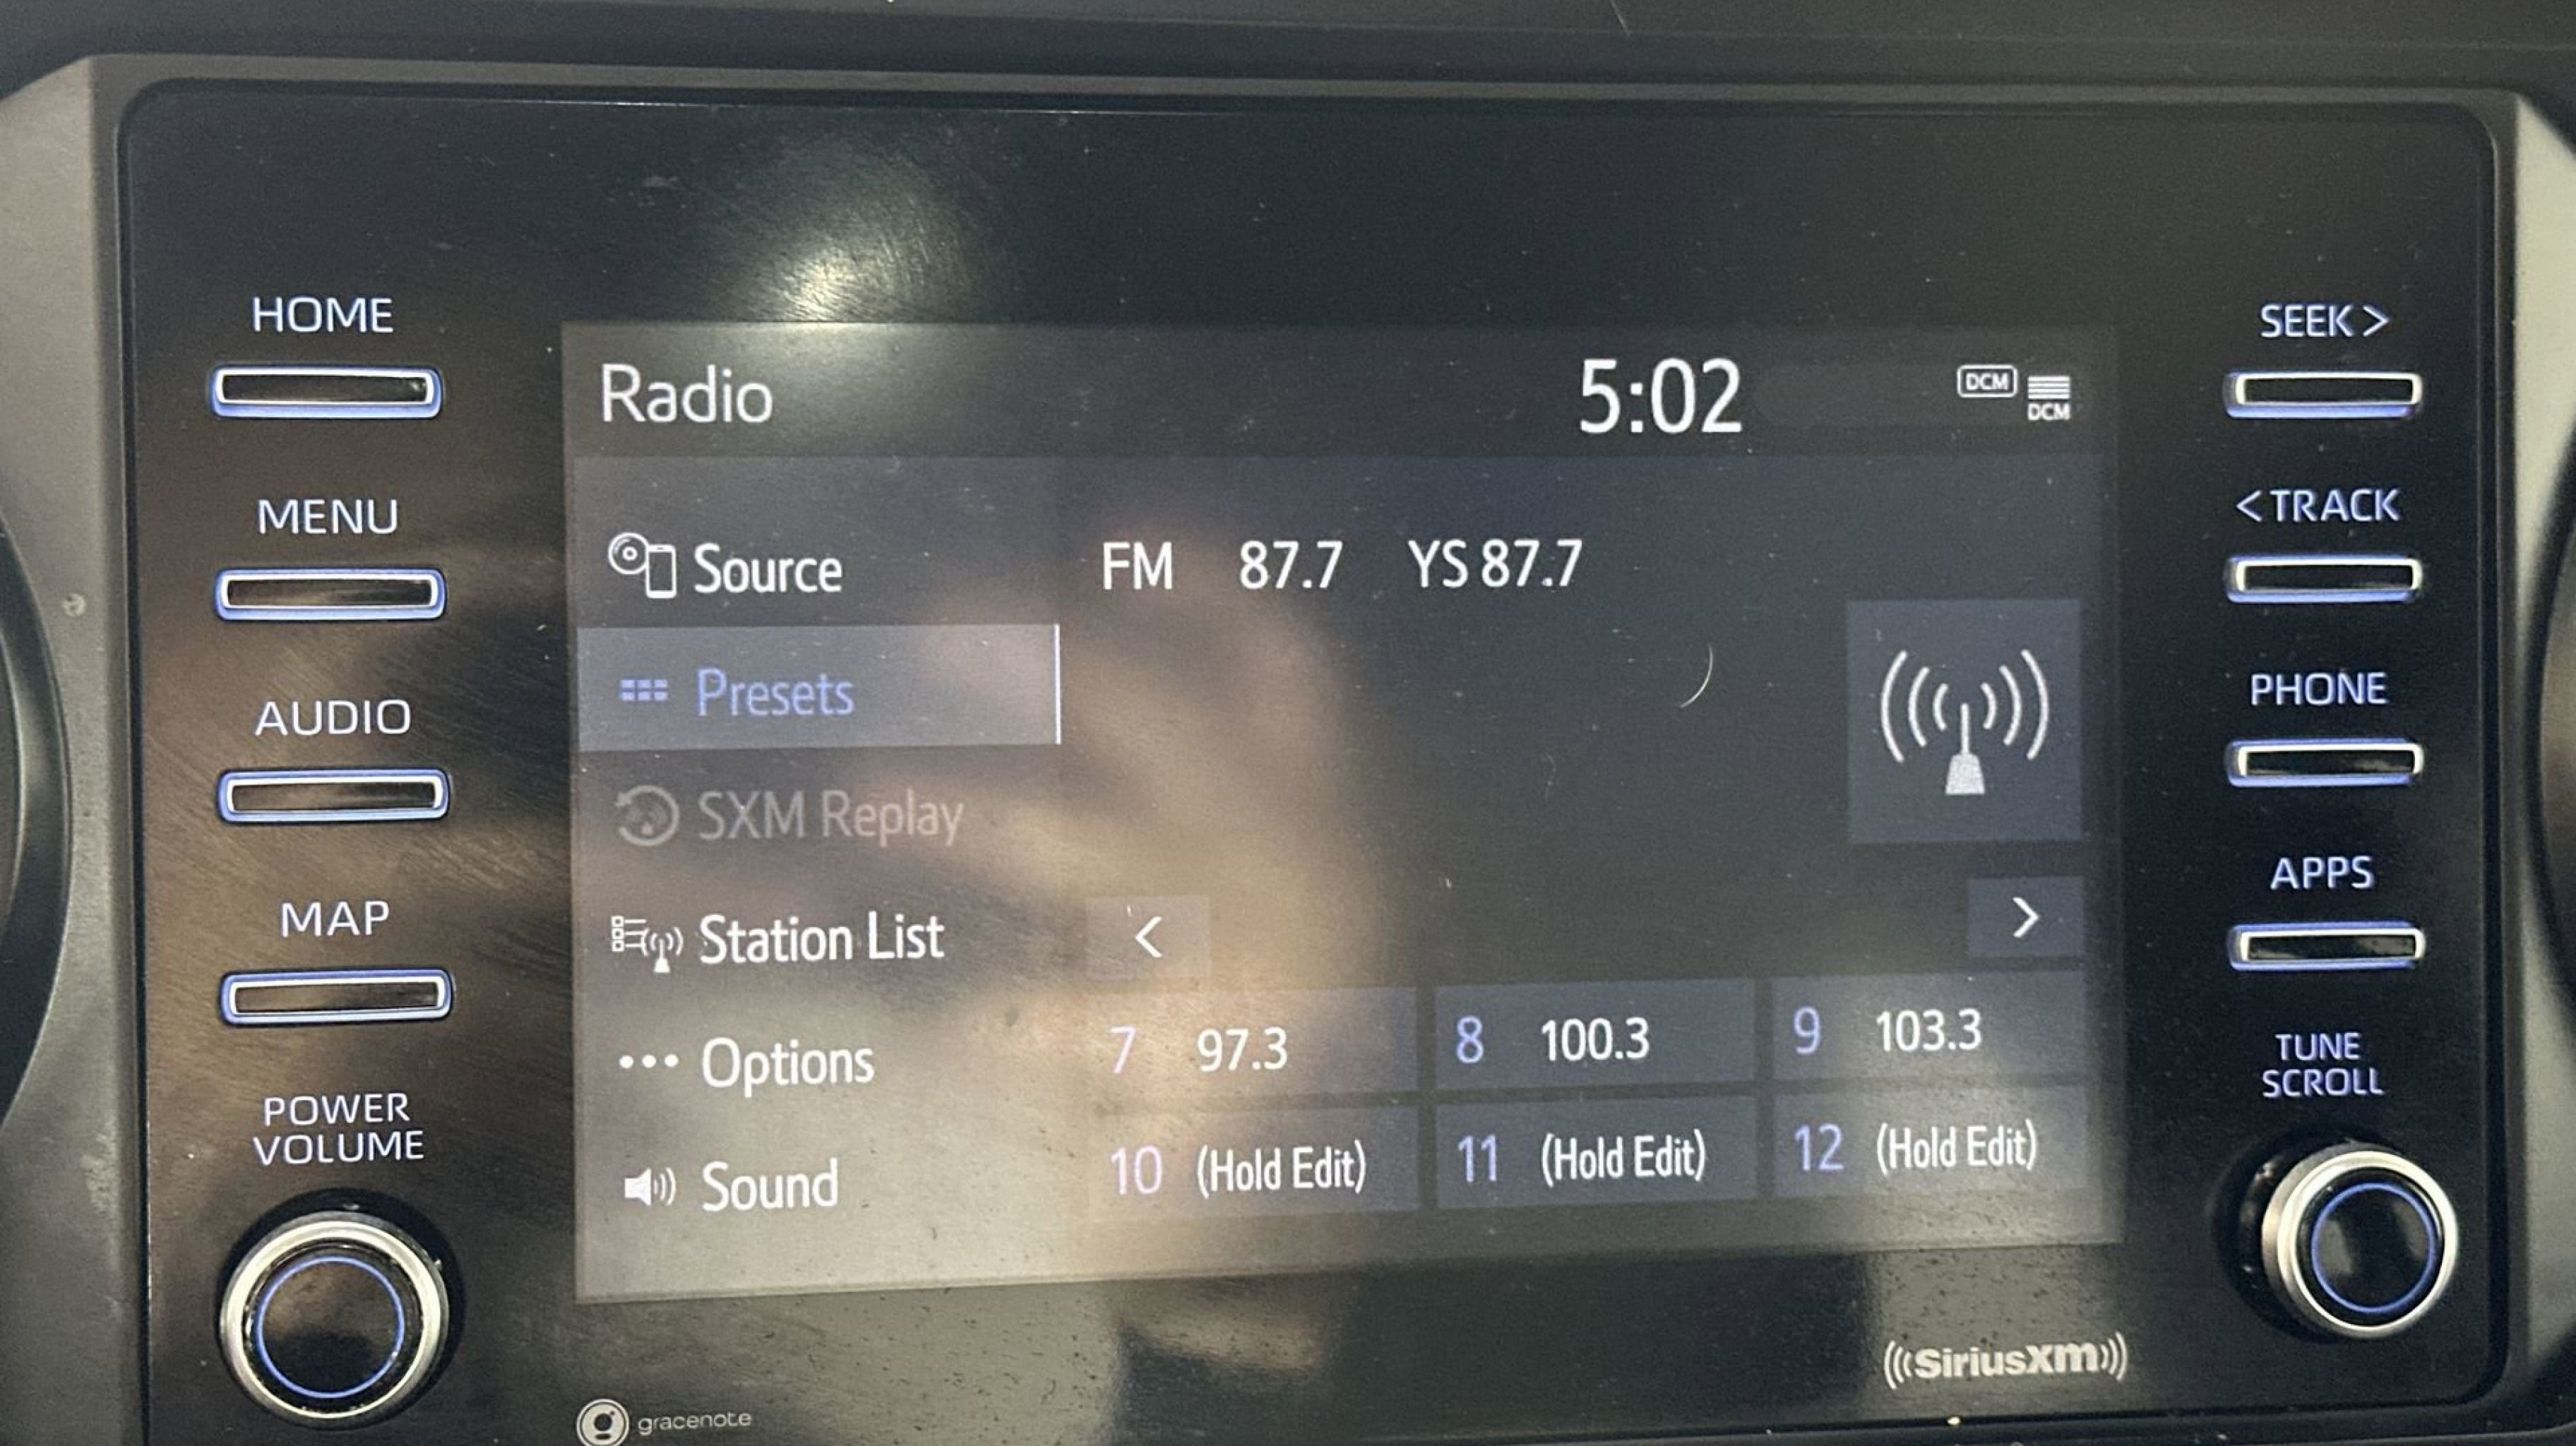 HOME
MENU
AUDIO
MAP
POWER
VOLUME
Radio 5:02 DCM DCM
Source
Presets
SXM Replay
Station List
Options
Sound
FM 87.7 YS 87.7
< >
7 97.3 8 100.3 9 103.3
10 (Hold Edit) 11 (Hold Edit) 12 (Hold Edit)
SEEK >
< TRACK
PHONE
APPS
TUNE
SCROLL
gracenote
(((SiriusXM)))